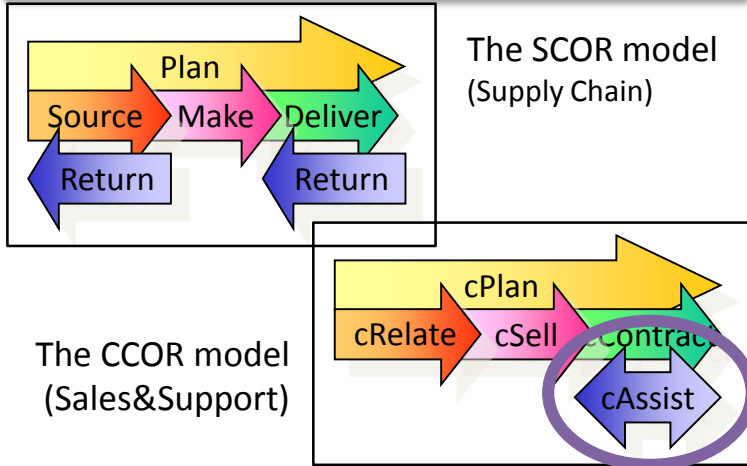 The SCOR model
(Supply Chain)
Plan
Source Make Deliver
Return Return
The CCOR model
(Sales&Support)
cPlan
cRelate cSell cContract
cAssist